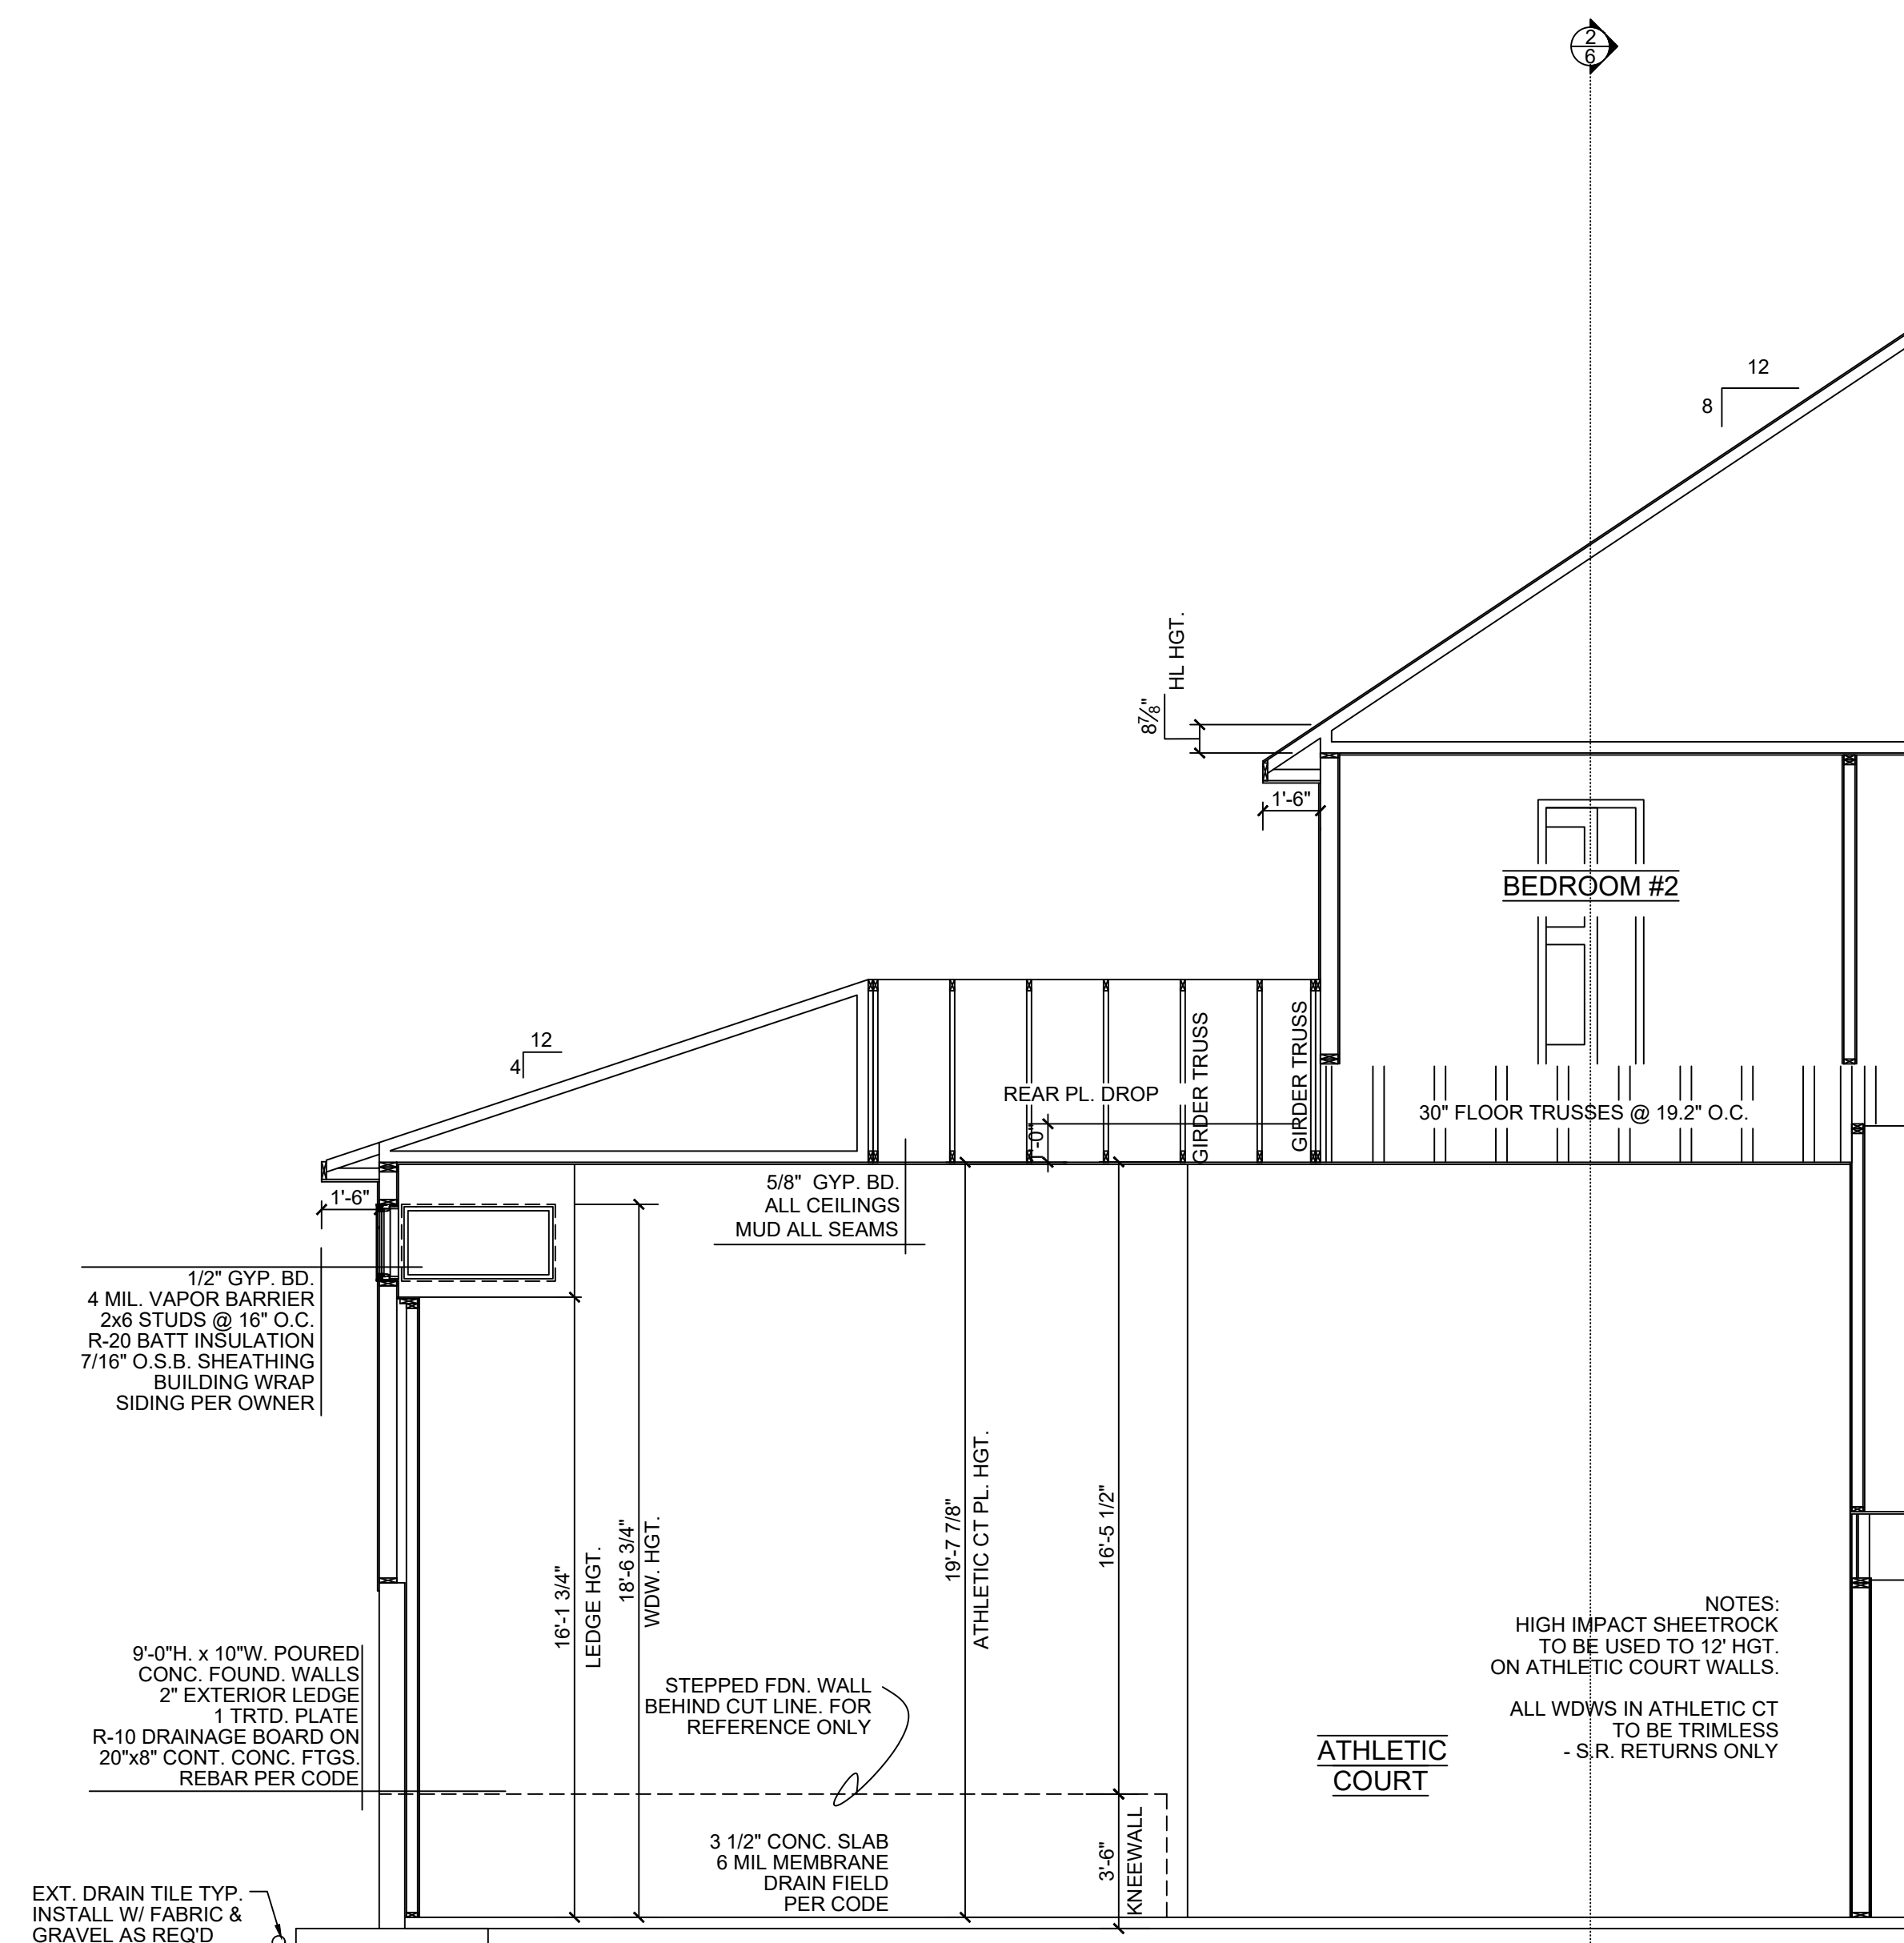 2
6
12
8
HL HGT.
8⅞"
1'-6"
BEDROOM #2
12
4
GIRDER TRUSS
GIRDER TRUSS
REAR PL. DROP
30" FLOOR TRUSSES @ 19.2" O.C.
1'-6"
5/8" GYP. BD.
ALL CEILINGS
MUD ALL SEAMS
1/2" GYP. BD.
4 MIL. VAPOR BARRIER
2x6 STUDS @ 16" O.C.
R-20 BATT INSULATION
7/16" O.S.B. SHEATHING
BUILDING WRAP
SIDING PER OWNER
16'-1 3/4"
LEDGE HGT.
18'-6 3/4"
WDW. HGT.
19'-7 7/8"
ATHLETIC CT PL. HGT.
16'-5 1/2"
NOTES:
HIGH IMPACT SHEETROCK
TO BE USED TO 12' HGT.
ON ATHLETIC COURT WALLS.
ALL WDWS IN ATHLETIC CT
TO BE TRIMLESS
- S.R. RETURNS ONLY
9'-0"H. x 10"W. POURED
CONC. FOUND. WALLS
2" EXTERIOR LEDGE
1 TRTD. PLATE
R-10 DRAINAGE BOARD ON
20"x8" CONT. CONC. FTGS.
REBAR PER CODE
STEPPED FDN. WALL
BEHIND CUT LINE. FOR
REFERENCE ONLY
ATHLETIC
COURT
3 1/2" CONC. SLAB
6 MIL MEMBRANE
DRAIN FIELD
PER CODE
3'-6"
KNEEWALL
EXT. DRAIN TILE TYP.
INSTALL W/ FABRIC &
GRAVEL AS REQ'D